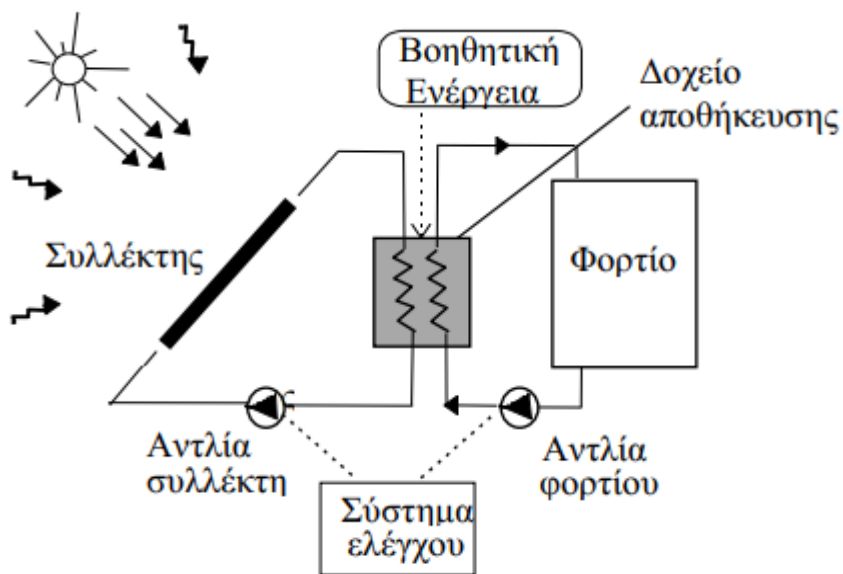 Βοηθητική
Ενέργεια
Δοχείο
αποθήκευσης
Συλλέκτης
Φορτίο
Αντλία
συλλέκτη
Αντλία
φορτίου
Σύστημα
ελέγχου